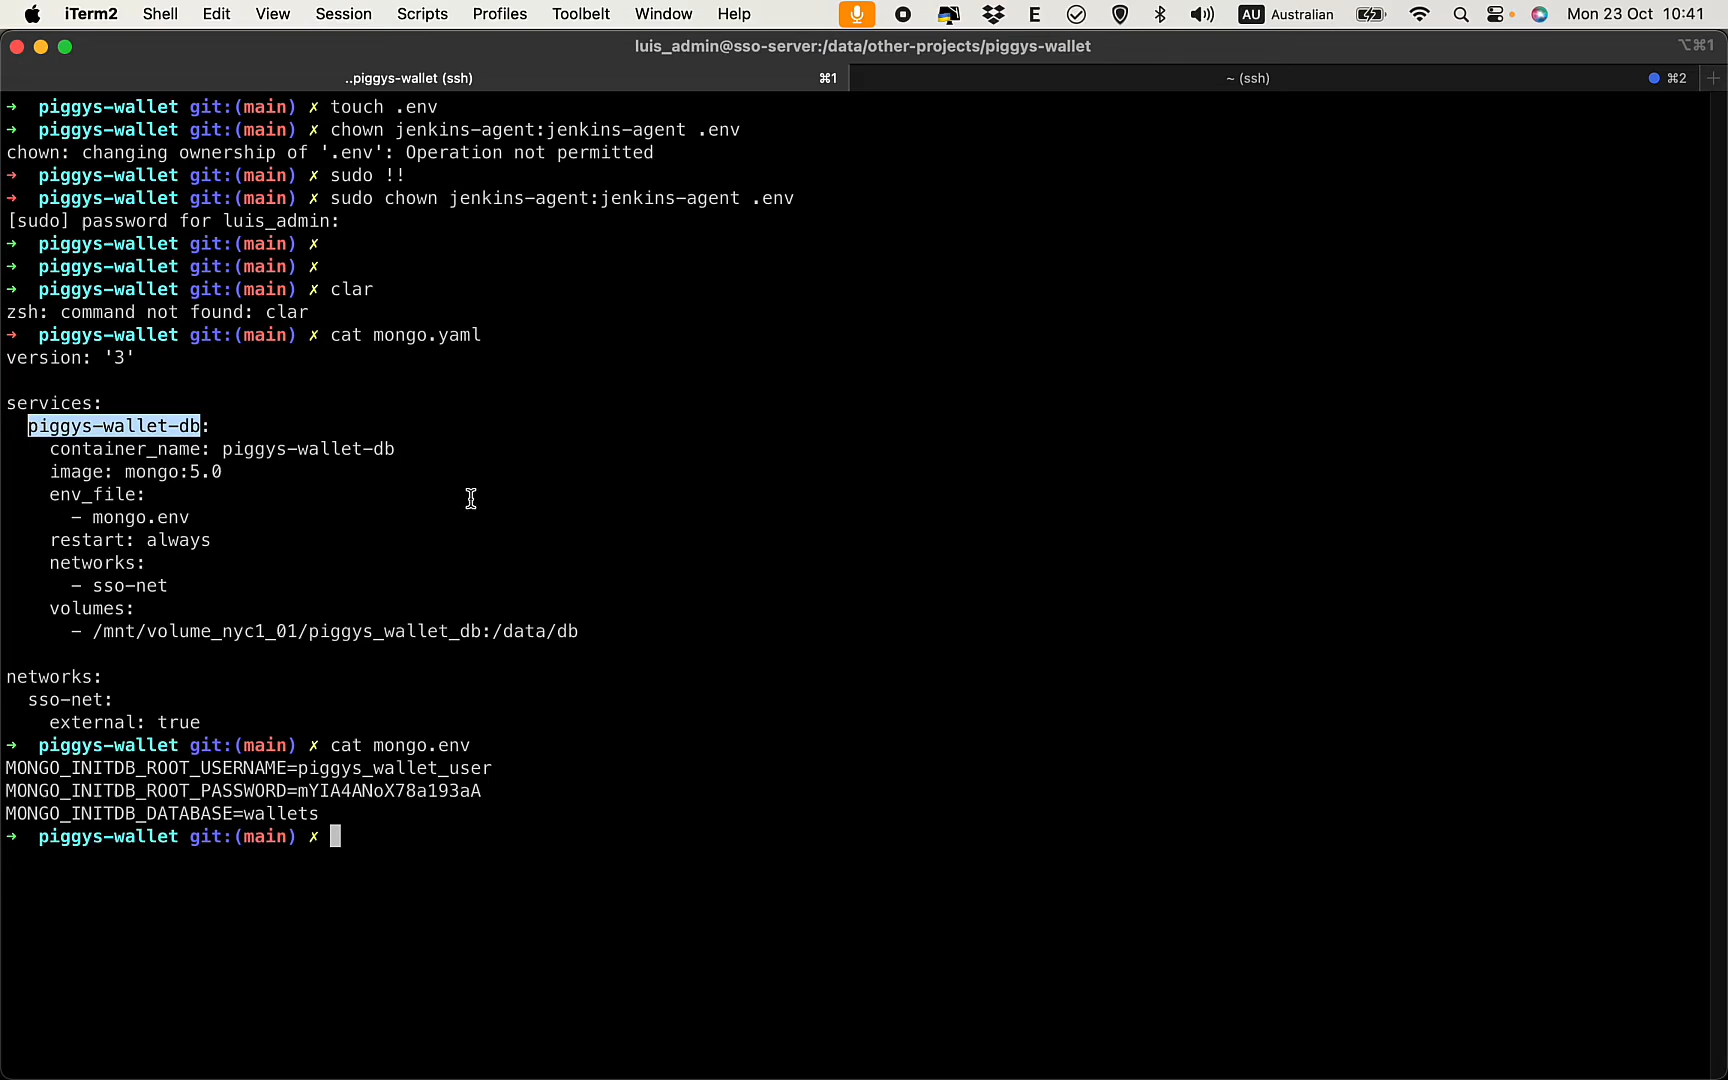 iTerm2 Shell Edit View Session Scripts Profiles Toolbelt Window Help E AU Australian Mon 23 Oct 10:41
luis_admin@sso-server:/data/other-projects/piggys-wallet ⌥⌘1
..piggys-wallet (ssh) ⌘1 ~ (ssh) ⌘2
➜ piggys-wallet git:(main) ✗ touch .env
➜ piggys-wallet git:(main) ✗ chown jenkins-agent:jenkins-agent .env
chown: changing ownership of '.env': Operation not permitted
➜ piggys-wallet git:(main) ✗ sudo !!
➜ piggys-wallet git:(main) ✗ sudo chown jenkins-agent:jenkins-agent .env
[sudo] password for luis_admin:
➜ piggys-wallet git:(main) ✗
➜ piggys-wallet git:(main) ✗
➜ piggys-wallet git:(main) ✗ clar
zsh: command not found: clar
➜ piggys-wallet git:(main) ✗ cat mongo.yaml
version: '3'
services:
  piggys-wallet-db:
    container_name: piggys-wallet-db
    image: mongo:5.0
    env_file:
      - mongo.env
    restart: always
    networks:
      - sso-net
    volumes:
      - /mnt/volume_nyc1_01/piggys_wallet_db:/data/db
networks:
  sso-net:
    external: true
➜ piggys-wallet git:(main) ✗ cat mongo.env
MONGO_INITDB_ROOT_USERNAME=piggys_wallet_user
MONGO_INITDB_ROOT_PASSWORD=mYIA4ANoX78a193aA
MONGO_INITDB_DATABASE=wallets
➜ piggys-wallet git:(main) ✗